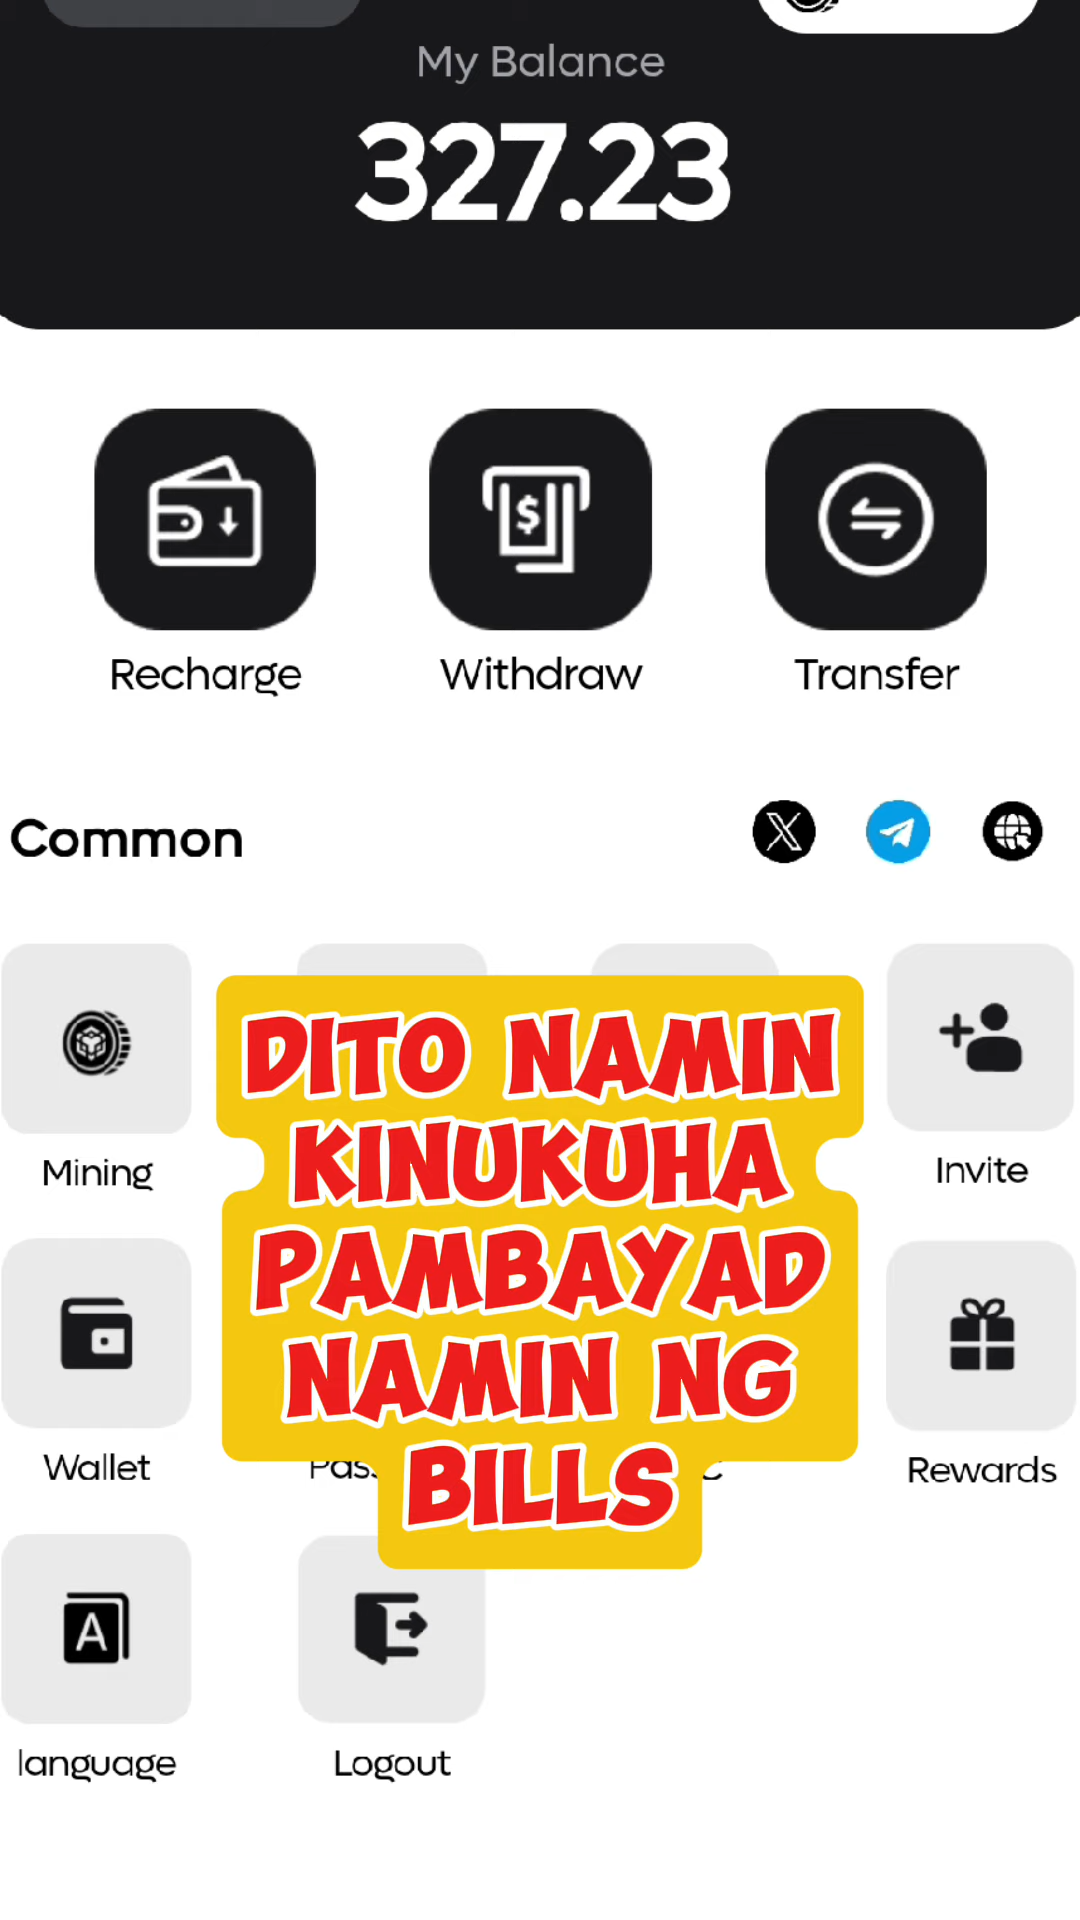 My Balance
327.23
$
Recharge
Withdraw
Transfer
Common
X
DITO NAMIN
KINUKUHA
PAMBAYAD
NAMIN NG
BILLS
Mining
Invite
Wallet
Rewards
A
language
Logout